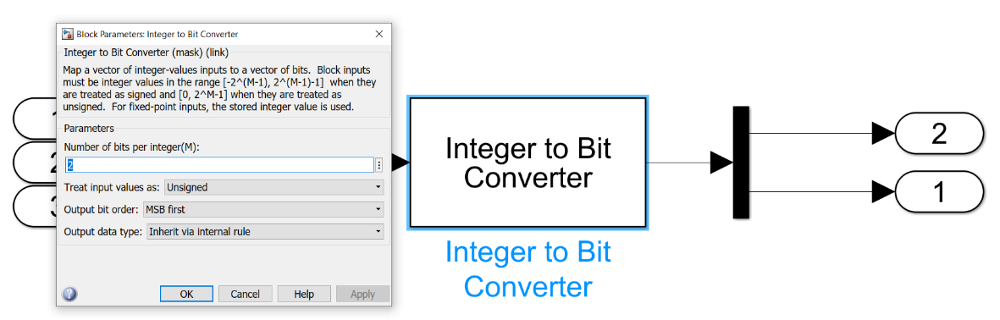 Block Parameters: Integer to Bit Converter
Integer to Bit Converter (mask) (link)
Map a vector of integer-values inputs to a vector of bits.  Block inputs
must be integer values in the range [-2^(M-1), 2^(M-1)-1]  when they
are treated as signed and [0, 2^M-1] when they are treated as
unsigned.  For fixed-point inputs, the stored integer value is used.
Parameters
Number of bits per integer(M):
2
Treat input values as: Unsigned
Output bit order: MSB first
Output data type: Inherit via internal rule
OK Cancel Help Apply
Integer to Bit
Converter
Integer to Bit
Converter
2
1